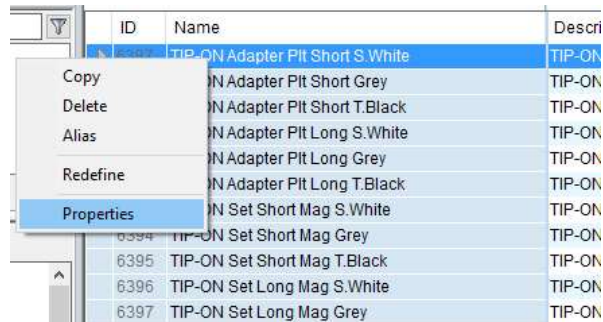 Copy
Delete
Alias
Redefine
Properties
ID Name Descri
TIP-ON Adapter Plt Short S.White TIP-ON
N Adapter Plt Short Grey TIP-ON
N Adapter Plt Short T.Black TIP-ON
N Adapter Plt Long S.White TIP-ON
N Adapter Plt Long Grey TIP-ON
N Adapter Plt Long T.Black TIP-ON
N Set Short Mag S.White TIP-ON
6394 TIP-ON Set Short Mag Grey TIP-ON
6395 TIP-ON Set Short Mag T.Black TIP-ON
6396 TIP-ON Set Long Mag S.White TIP-ON
6397 TIP-ON Set Long Mag Grey TIP-ON